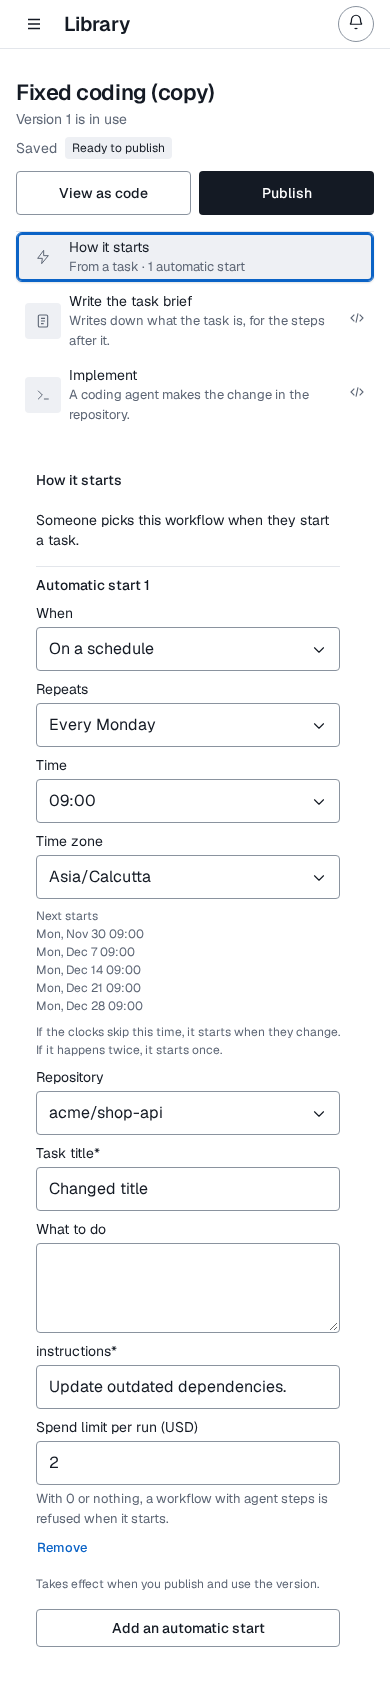 Library
Fixed coding (copy)
Version 1 is in use
Saved Ready to publish
View as code Publish
How it starts
From a task · 1 automatic start
Write the task brief
Writes down what the task is, for the steps
after it.
Implement
A coding agent makes the change in the
repository.
How it starts
Someone picks this workflow when they start
a task.
Automatic start 1
When
On a schedule
Repeats
Every Monday
Time
09:00
Time zone
Asia/Calcutta
Next starts
Mon, Nov 30 09:00
Mon, Dec 7 09:00
Mon, Dec 14 09:00
Mon, Dec 21 09:00
Mon, Dec 28 09:00
If the clocks skip this time, it starts when they change.
If it happens twice, it starts once.
Repository
acme/shop-api
Task title*
Changed title
What to do
instructions*
Update outdated dependencies.
Spend limit per run (USD)
2
With 0 or nothing, a workflow with agent steps is
refused when it starts.
Remove
Takes effect when you publish and use the version.
Add an automatic start